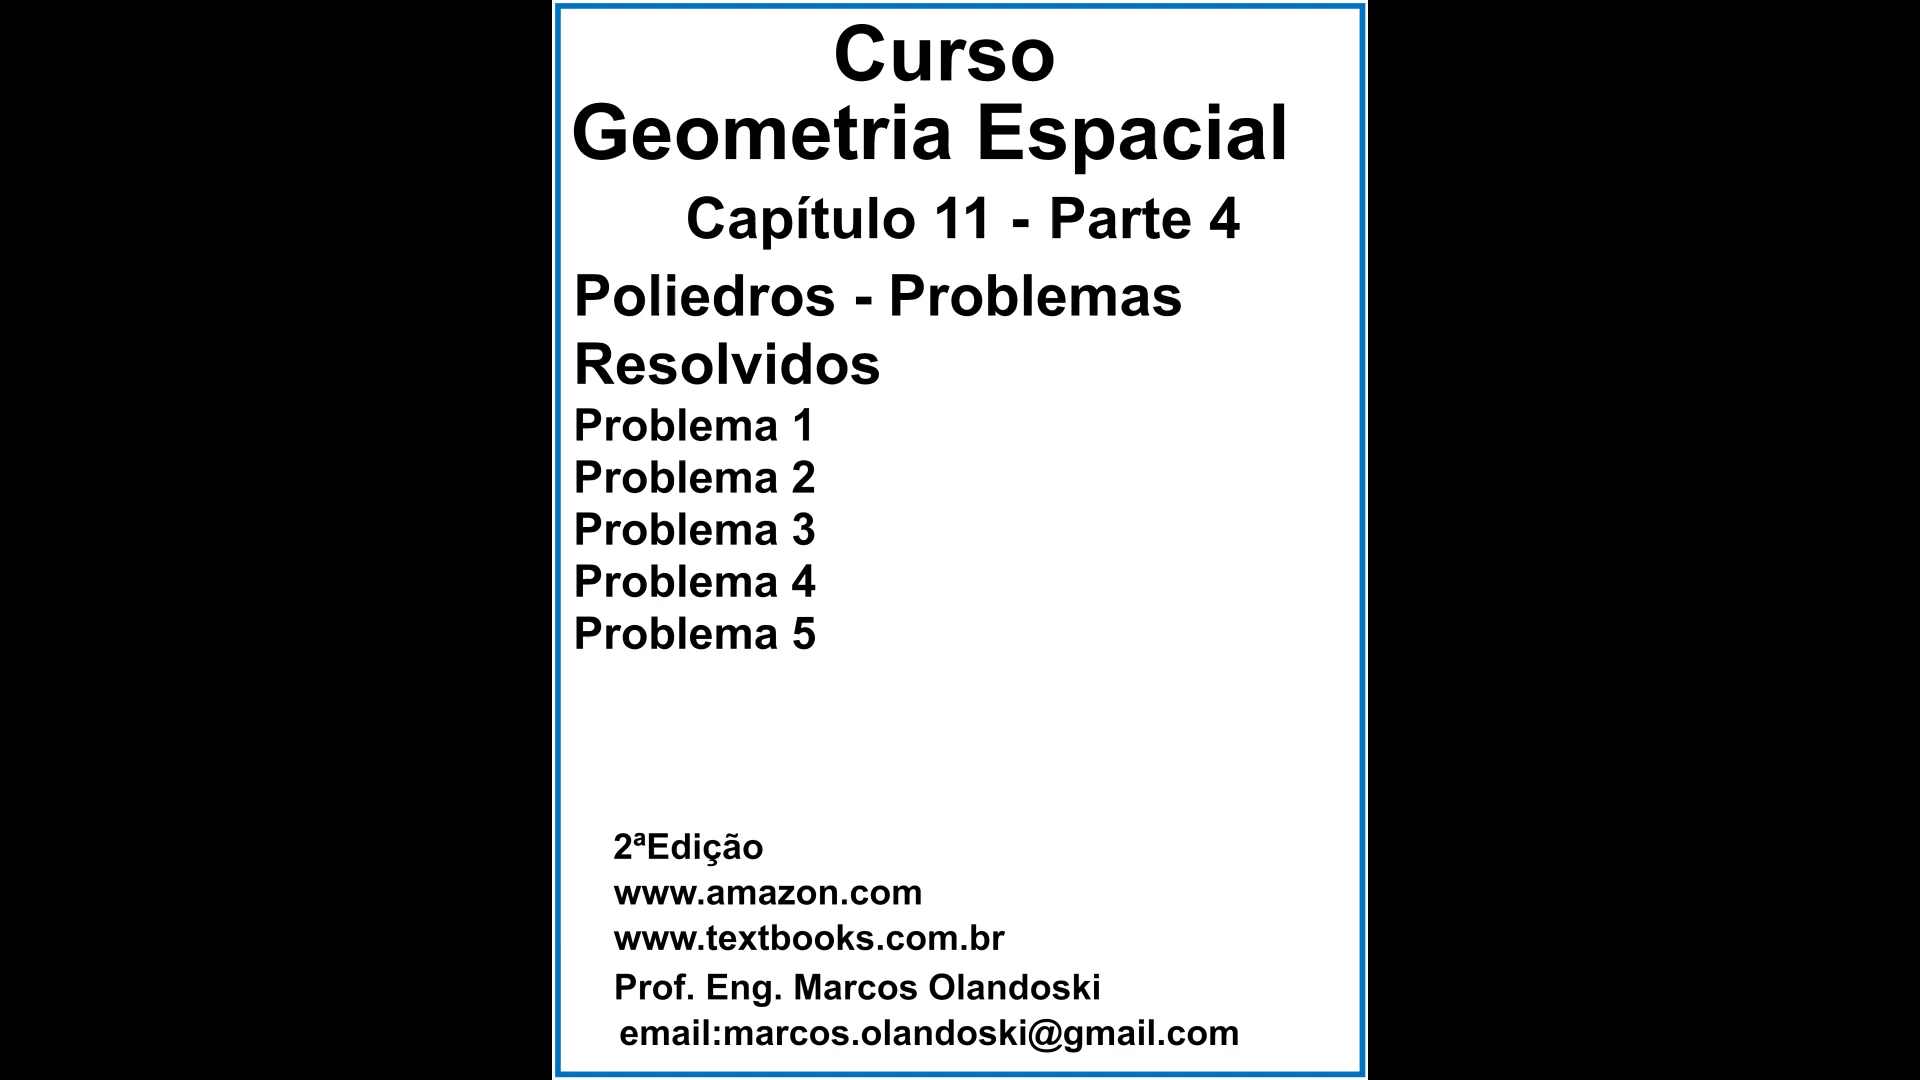 Curso
Geometria Espacial
Capítulo 11 - Parte 4
Poliedros - Problemas
Resolvidos
Problema 1
Problema 2
Problema 3
Problema 4
Problema 5
2ªEdição
www.amazon.com
www.textbooks.com.br
Prof. Eng. Marcos Olandoski
email:marcos.olandoski@gmail.com